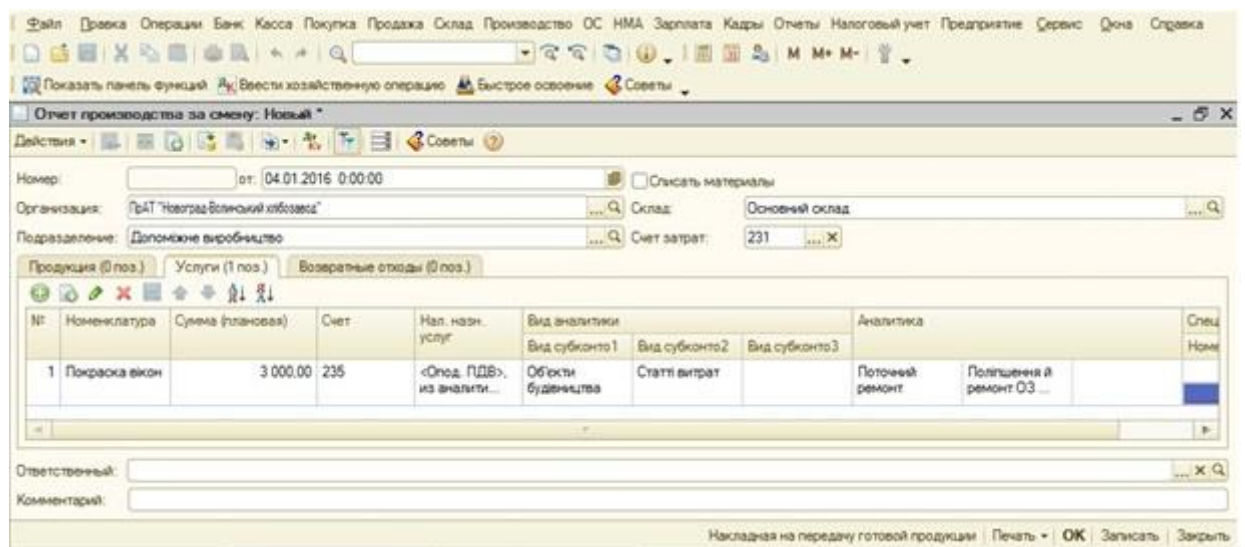 Файл Правка Операции Банк Касса Покупка Продажа Склад Производство ОС НМА Зарплата Кадры Отчеты Налоговый учет Предприятие Сервис Окна Справка
M M+ M-
Показать панель функций Ввести хозяйственную операцию Быстрое освоение Советы
Отчет производства за смену: Новый *
Действия Советы
Номер: от: 04.01.2016 0:00:00 Списать материалы
Организация: ПрАТ "Новоград-Волинський хлібозавод" ... Склад: Основний склад ...
Подразделение: Допоможне виробництво ... Счет затрат: 231 ... X
Продукция (0 поз.) Услуги (1 поз.) Возвратные отходы (0 поз.)
№ Номенклатура Сумма (плановая) Счет Нал. назн. Вид аналитики Аналитика Спец
услуг Вид субконто1 Вид субконто2 Вид субконто3 Номе
1 Покраска вікон 3 000,00 235 <Опод. ПДВ>, Об'єкти Статті витрат Поточний Поліпшення й
из аналити... будівництва ремонт ремонт ОЗ ...
Ответственный: ... X
Комментарий:
Накладная на передачу готовой продукции Печать OK Записать Закрыть